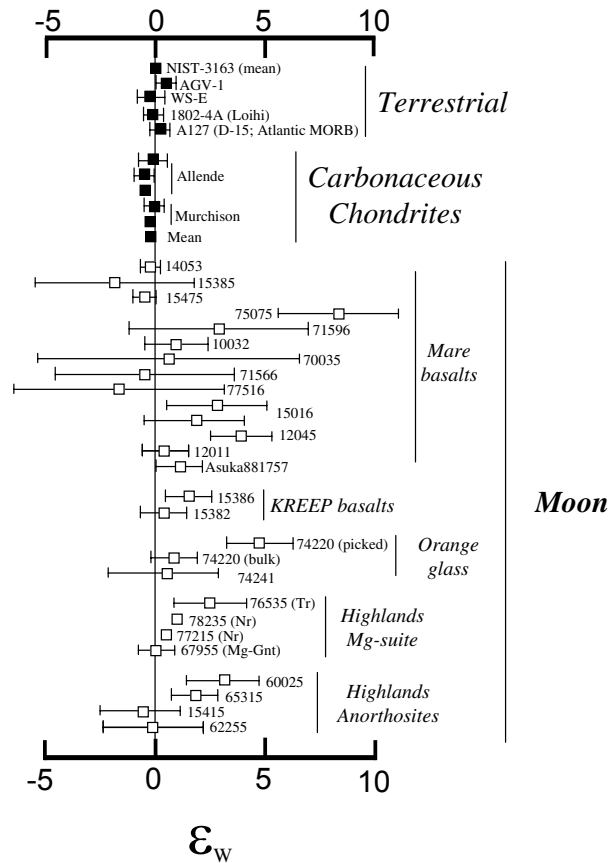 -5 0 5 10
NIST-3163 (mean)
AGV-1
WS-E
1802-4A (Loihi)
A127 (D-15; Atlantic MORB)
Terrestrial
Allende
Murchison
Mean
Carbonaceous
Chondrites
14053
15385
15475
75075
71596
10032
70035
71566
77516
15016
12045
12011
Asuka881757
Mare
basalts
15386
15382
KREEP basalts
Moon
74220 (picked)
74220 (bulk)
74241
Orange
glass
76535 (Tr)
78235 (Nr)
77215 (Nr)
67955 (Mg-Gnt)
Highlands
Mg-suite
60025
65315
15415
62255
Highlands
Anorthosites
-5 0 5 10
εw